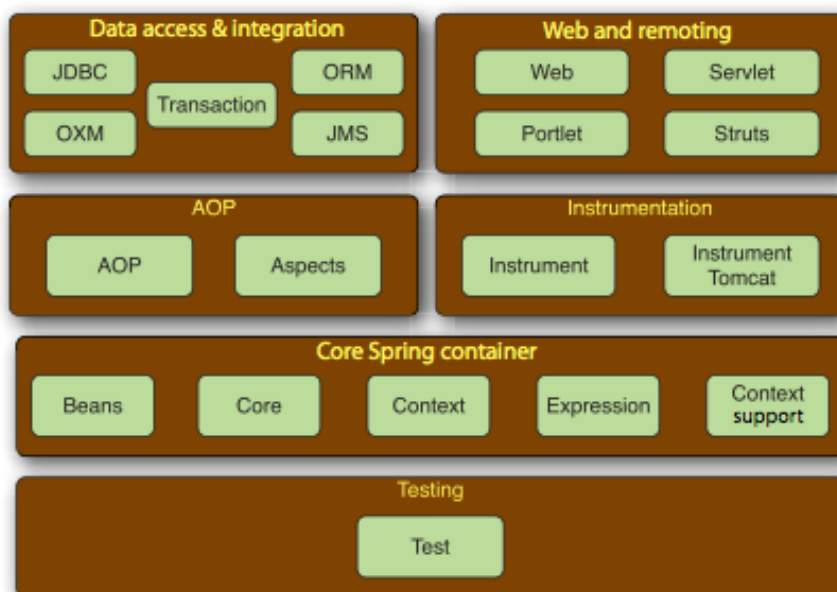 Data access & integration
JDBC
ORM
Transaction
OXM
JMS
Web and remoting
Web
Servlet
Portlet
Struts
AOP
AOP
Aspects
Instrumentation
Instrument
Instrument
Tomcat
Core Spring container
Beans
Core
Context
Expression
Context
support
Testing
Test